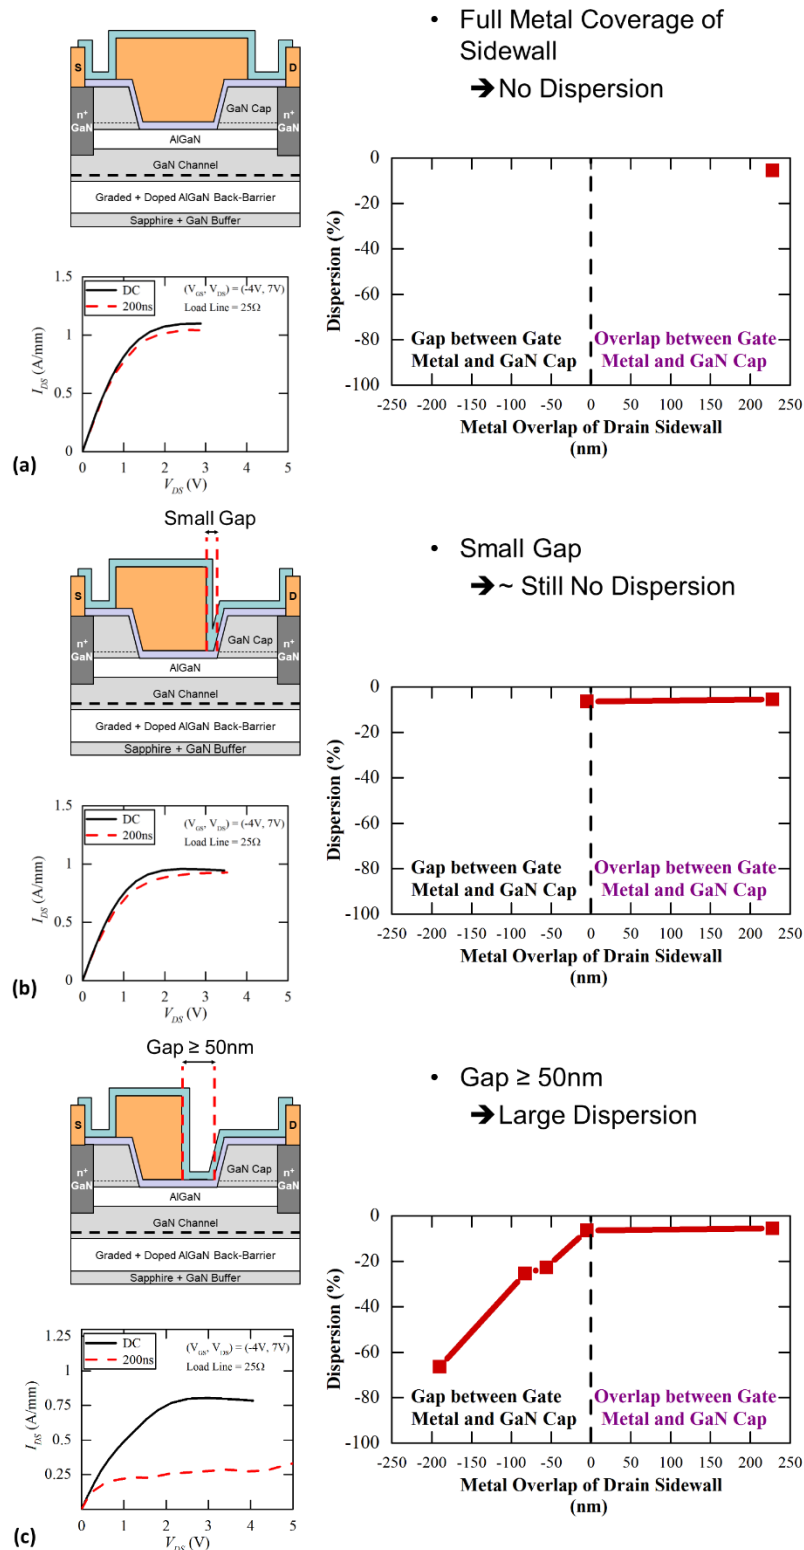 • Full Metal Coverage of
Sidewall
➔ No Dispersion
S
D
n⁺
GaN
n⁺
GaN
GaN Cap
AlGaN
GaN Channel
Graded + Doped AlGaN Back-Barrier
Sapphire + GaN Buffer
1.5
1
0.5
0
I_DS (A/mm)
DC
200ns
(V_GS, V_DS) = (-4V, 7V)
Load Line = 25Ω
0 1 2 3 4 5
V_DS (V)
(a)
0
-20
-40
-60
-80
-100
Dispersion (%)
Gap between Gate
Metal and GaN Cap
Overlap between Gate
Metal and GaN Cap
-250 -200 -150 -100 -50 0 50 100 150 200 250
Metal Overlap of Drain Sidewall
(nm)
Small Gap
• Small Gap
➔ ~ Still No Dispersion
S
D
n⁺
GaN
n⁺
GaN
GaN Cap
AlGaN
GaN Channel
Graded + Doped AlGaN Back-Barrier
Sapphire + GaN Buffer
1.5
1
0.5
0
I_DS (A/mm)
DC
200ns
(V_GS, V_DS) = (-4V, 7V)
Load Line = 25Ω
0 1 2 3 4 5
V_DS (V)
(b)
0
-20
-40
-60
-80
-100
Dispersion (%)
Gap between Gate
Metal and GaN Cap
Overlap between Gate
Metal and GaN Cap
-250 -200 -150 -100 -50 0 50 100 150 200 250
Metal Overlap of Drain Sidewall
(nm)
Gap ≥ 50nm
• Gap ≥ 50nm
➔ Large Dispersion
S
D
n⁺
GaN
n⁺
GaN
GaN Cap
AlGaN
GaN Channel
Graded + Doped AlGaN Back-Barrier
Sapphire + GaN Buffer
1.25
1
0.75
0.5
0.25
I_DS (A/mm)
DC
200ns
(V_GS, V_DS) = (-4V, 7V)
Load Line = 25Ω
0 1 2 3 4 5
V_DS (V)
(c)
0
-20
-40
-60
-80
-100
Dispersion (%)
Gap between Gate
Metal and GaN Cap
Overlap between Gate
Metal and GaN Cap
-250 -200 -150 -100 -50 0 50 100 150 200 250
Metal Overlap of Drain Sidewall
(nm)